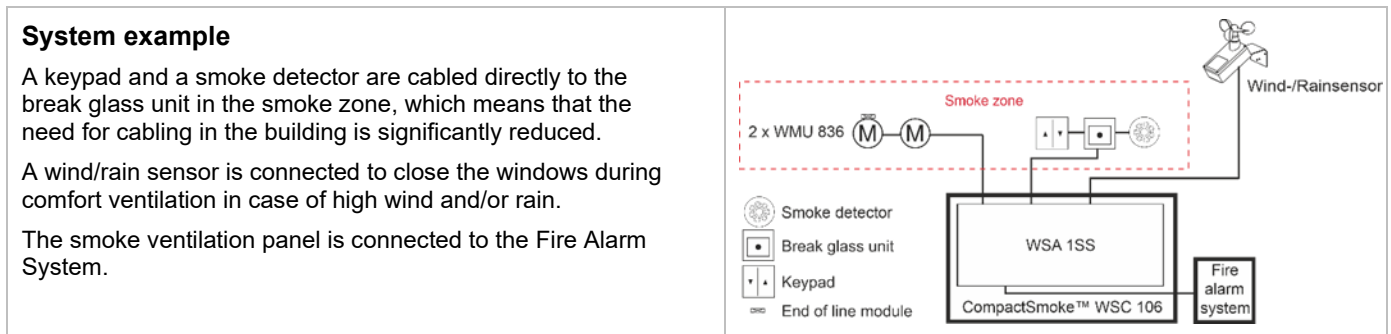 System example
A keypad and a smoke detector are cabled directly to the
break glass unit in the smoke zone, which means that the
need for cabling in the building is significantly reduced.
A wind/rain sensor is connected to close the windows during
comfort ventilation in case of high wind and/or rain.
The smoke ventilation panel is connected to the Fire Alarm
System.
Wind-/Rainsensor
Smoke zone
2 x WMU 836
M
M
Smoke detector
Break glass unit
Keypad
End of line module
WSA 1SS
CompactSmoke™ WSC 106
Fire
alarm
system